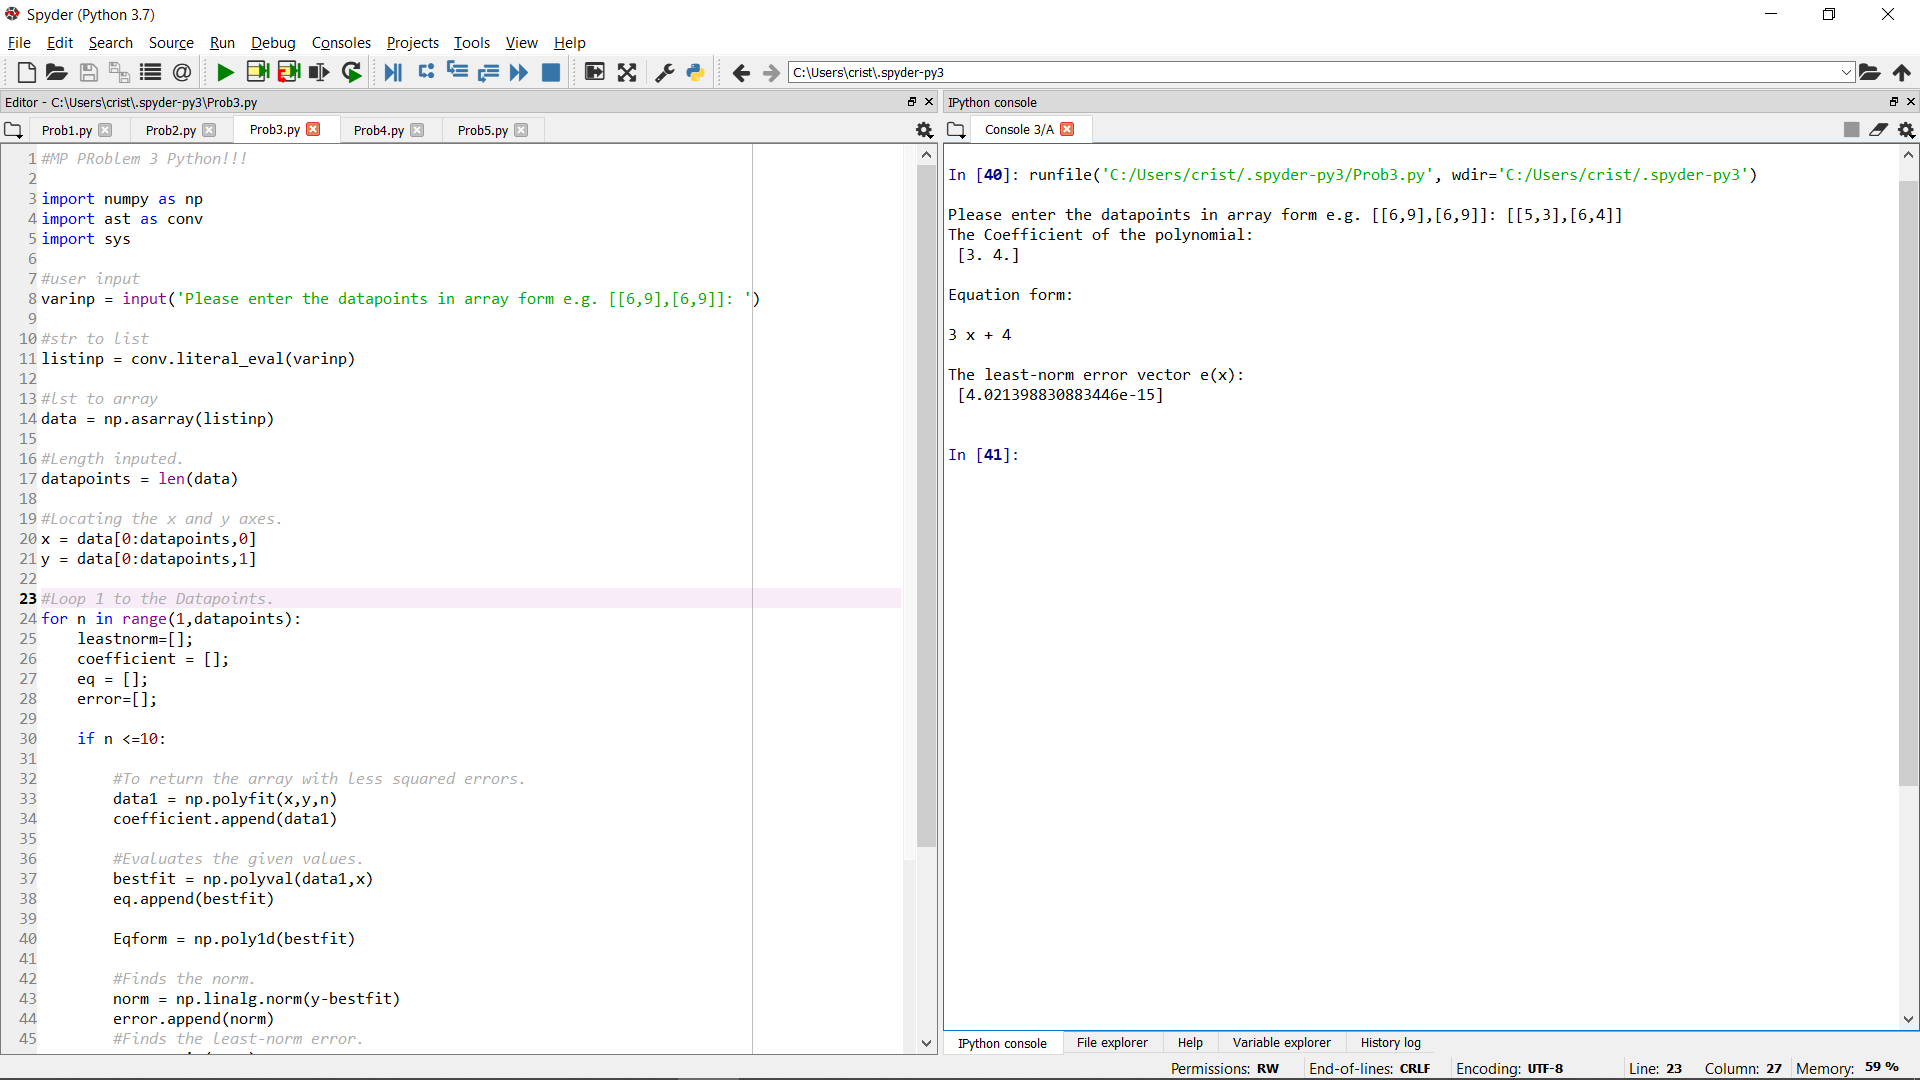 Spyder (Python 3.7)
File Edit Search Source Run Debug Consoles Projects Tools View Help
C:\Users\crist\.spyder-py3
Editor - C:\Users\crist\.spyder-py3\Prob3.py
Prob1.py Prob2.py Prob3.py Prob4.py Prob5.py
1 #MP PRoblem 3 Python!!!
2
3 import numpy as np
4 import ast as conv
5 import sys
6
7 #user input
8 varinp = input('Please enter the datapoints in array form e.g. [[6,9],[6,9]]: ')
9
10 #str to list
11 listinp = conv.literal_eval(varinp)
12
13 #lst to array
14 data = np.asarray(listinp)
15
16 #Length inputed.
17 datapoints = len(data)
18
19 #Locating the x and y axes.
20 x = data[0:datapoints,0]
21 y = data[0:datapoints,1]
22
23 #Loop 1 to the Datapoints.
24 for n in range(1,datapoints):
25     leastnorm=[];
26     coefficient = [];
27     eq = [];
28     error=[];
29
30     if n <=10:
31
32         #To return the array with less squared errors.
33         data1 = np.polyfit(x,y,n)
34         coefficient.append(data1)
35
36         #Evaluates the given values.
37         bestfit = np.polyval(data1,x)
38         eq.append(bestfit)
39
40         Eqform = np.poly1d(bestfit)
41
42         #Finds the norm.
43         norm = np.linalg.norm(y-bestfit)
44         error.append(norm)
45         #Finds the least-norm error.
IPython console
Console 3/A
In [40]: runfile('C:/Users/crist/.spyder-py3/Prob3.py', wdir='C:/Users/crist/.spyder-py3')
Please enter the datapoints in array form e.g. [[6,9],[6,9]]: [[5,3],[6,4]]
The Coefficient of the polynomial:
[3. 4.]
Equation form:
3 x + 4
The least-norm error vector e(x):
[4.021398830883446e-15]
In [41]:
IPython console File explorer Help Variable explorer History log
Permissions: RW End-of-lines: CRLF Encoding: UTF-8 Line: 23 Column: 27 Memory: 59 %